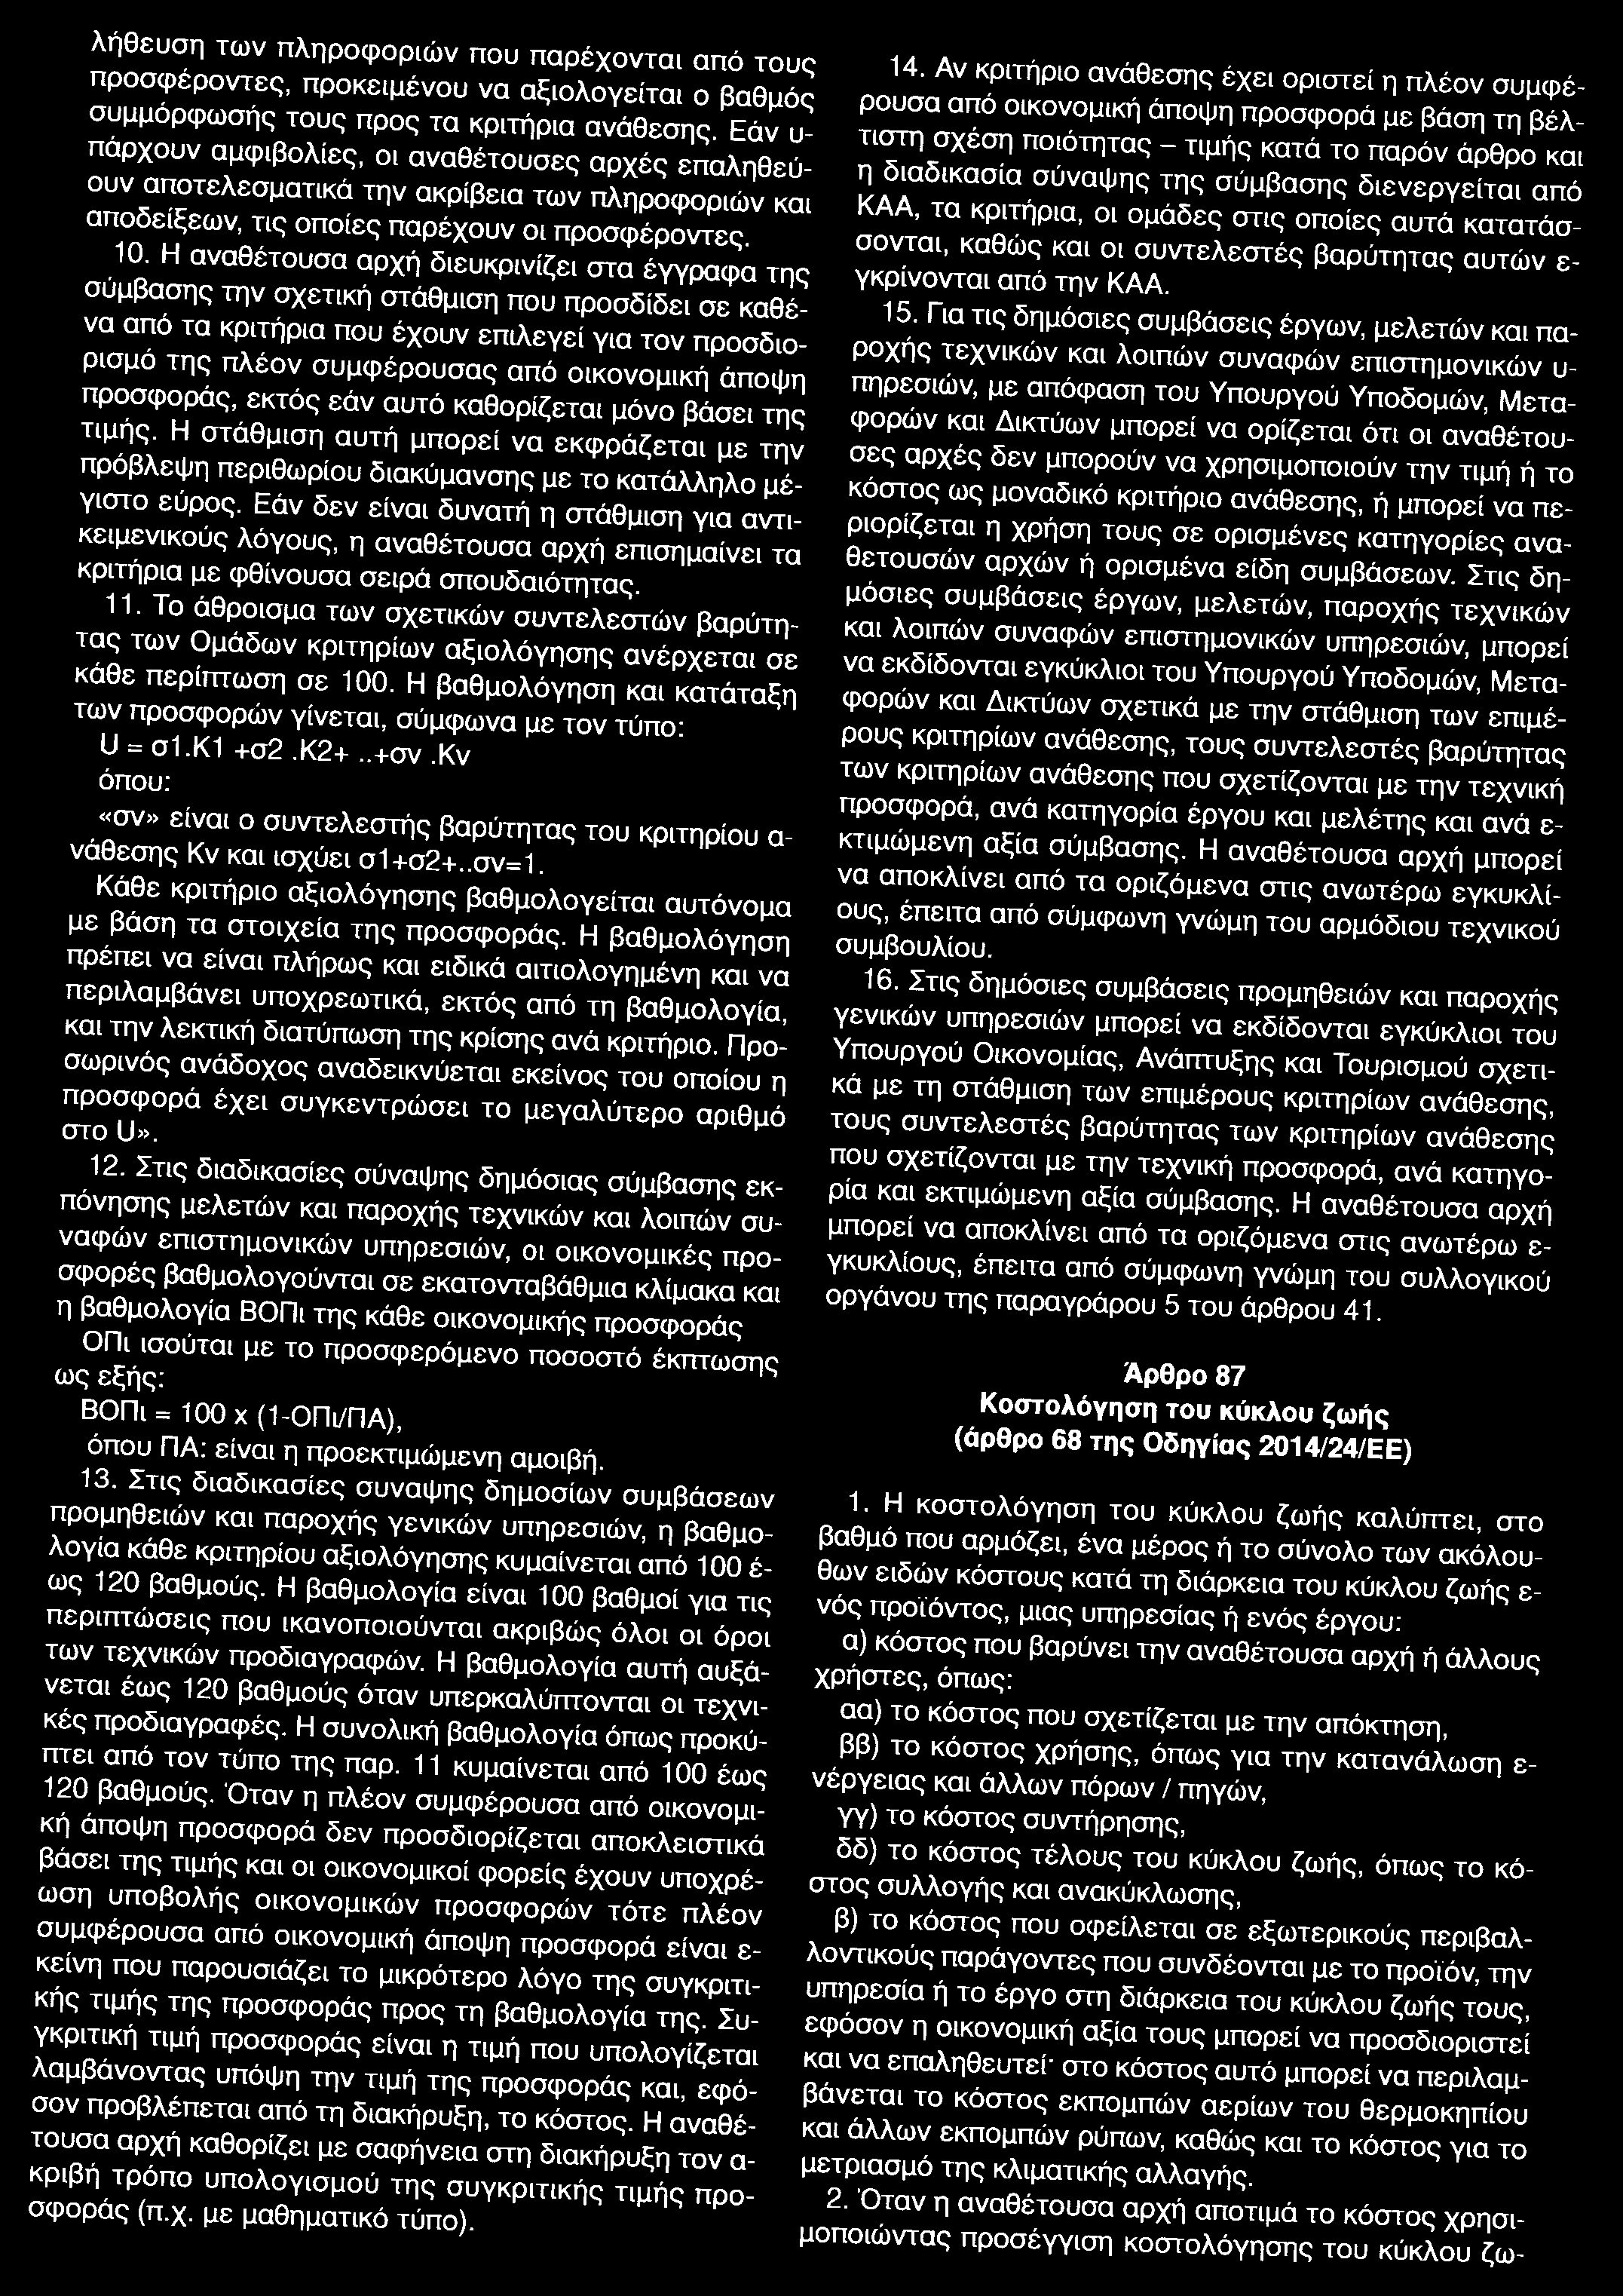 λήθευση των πληροφοριών που παρέχονται από τους
προσφέροντες, προκειμένου να αξιολογείται ο βαθμός
συμμόρφωσής τους προς τα κριτήρια ανάθεσης. Εάν υ-
πάρχουν αμφιβολίες, οι αναθέτουσες αρχές επαληθεύ-
ουν αποτελεσματικά την ακρίβεια των πληροφοριών και
αποδείξεων, τις οποίες παρέχουν οι προσφέροντες.
10. Η αναθέτουσα αρχή διευκρινίζει στα έγγραφα της
σύμβασης την σχετική στάθμιση που προσδίδει σε καθέ-
να από τα κριτήρια που έχουν επιλεγεί για τον προσδιο-
ρισμό της πλέον συμφέρουσας από οικονομική άποψη
προσφοράς, εκτός εάν αυτό καθορίζεται μόνο βάσει της
τιμής. Η στάθμιση αυτή μπορεί να εκφράζεται με την
πρόβλεψη περιθωρίου διακύμανσης με το κατάλληλο μέ-
γιστο εύρος. Εάν δεν είναι δυνατή η στάθμιση για αντι-
κειμενικούς λόγους, η αναθέτουσα αρχή επισημαίνει τα
κριτήρια με φθίνουσα σειρά σπουδαιότητας.
11. Το άθροισμα των σχετικών συντελεστών βαρύτη-
τας των Ομάδων κριτηρίων αξιολόγησης ανέρχεται σε
κάθε περίπτωση σε 100. Η βαθμολόγηση και κατάταξη
των προσφορών γίνεται, σύμφωνα με τον τύπο:
U = σ1.Κ1 +σ2 .Κ2+ ..+σν .Κν
όπου:
«σν» είναι ο συντελεστής βαρύτητας του κριτηρίου α-
νάθεσης Κν και ισχύει σ1+σ2+..σν=1.
Κάθε κριτήριο αξιολόγησης βαθμολογείται αυτόνομα
με βάση τα στοιχεία της προσφοράς. Η βαθμολόγηση
πρέπει να είναι πλήρως και ειδικά αιτιολογημένη και να
περιλαμβάνει υποχρεωτικά, εκτός από τη βαθμολογία,
και την λεκτική διατύπωση της κρίσης ανά κριτήριο. Προ-
σωρινός ανάδοχος αναδεικνύεται εκείνος του οποίου η
προσφορά έχει συγκεντρώσει το μεγαλύτερο αριθμό
στο U».
12. Στις διαδικασίες σύναψης δημόσιας σύμβασης εκ-
πόνησης μελετών και παροχής τεχνικών και λοιπών συ-
ναφών επιστημονικών υπηρεσιών, οι οικονομικές προ-
σφορές βαθμολογούνται σε εκατονταβάθμια κλίμακα και
η βαθμολογία ΒΟΠι της κάθε οικονομικής προσφοράς
ΟΠι ισούται με το προσφερόμενο ποσοστό έκπτωσης
ως εξής:
ΒΟΠι = 100 x (1-ΟΠι/ΠΑ),
όπου ΠΑ: είναι η προεκτιμώμενη αμοιβή.
13. Στις διαδικασίες συναψης δημοσίων συμβάσεων
προμηθειών και παροχής γενικών υπηρεσιών, η βαθμο-
λογία κάθε κριτηρίου αξιολόγησης κυμαίνεται από 100 έ-
ως 120 βαθμούς. Η βαθμολογία είναι 100 βαθμοί για τις
περιπτώσεις που ικανοποιούνται ακριβώς όλοι οι όροι
των τεχνικών προδιαγραφών. Η βαθμολογία αυτή αυξά-
νεται έως 120 βαθμούς όταν υπερκαλύπτονται οι τεχνι-
κές προδιαγραφές. Η συνολική βαθμολογία όπως προκύ-
πτει από τον τύπο της παρ. 11 κυμαίνεται από 100 έως
120 βαθμούς. Όταν η πλέον συμφέρουσα από οικονομι-
κή άποψη προσφορά δεν προσδιορίζεται αποκλειστικά
βάσει της τιμής και οι οικονομικοί φορείς έχουν υποχρέ-
ωση υποβολής οικονομικών προσφορών τότε πλέον
συμφέρουσα από οικονομική άποψη προσφορά είναι ε-
κείνη που παρουσιάζει το μικρότερο λόγο της συγκριτι-
κής τιμής της προσφοράς προς τη βαθμολογία της. Συ-
γκριτική τιμή προσφοράς είναι η τιμή που υπολογίζεται
λαμβάνοντας υπόψη την τιμή της προσφοράς και, εφό-
σον προβλέπεται από τη διακήρυξη, το κόστος. Η αναθέ-
τουσα αρχή καθορίζει με σαφήνεια στη διακήρυξη τον α-
κριβή τρόπο υπολογισμού της συγκριτικής τιμής προ-
σφοράς (π.χ. με μαθηματικό τύπο).
14. Αν κριτήριο ανάθεσης έχει οριστεί η πλέον συμφέ-
ρουσα από οικονομική άποψη προσφορά με βάση τη βέλ-
τιστη σχέση ποιότητας – τιμής κατά το παρόν άρθρο και
η διαδικασία σύναψης της σύμβασης διενεργείται από
ΚΑΑ, τα κριτήρια, οι ομάδες στις οποίες αυτά κατατάσ-
σονται, καθώς και οι συντελεστές βαρύτητας αυτών ε-
γκρίνονται από την ΚΑΑ.
15. Για τις δημόσιες συμβάσεις έργων, μελετών και πα-
ροχής τεχνικών και λοιπών συναφών επιστημονικών υ-
πηρεσιών, με απόφαση του Υπουργού Υποδομών, Μετα-
φορών και Δικτύων μπορεί να ορίζεται ότι οι αναθέτου-
σες αρχές δεν μπορούν να χρησιμοποιούν την τιμή ή το
κόστος ως μοναδικό κριτήριο ανάθεσης, ή μπορεί να πε-
ριορίζεται η χρήση τους σε ορισμένες κατηγορίες ανα-
θετουσών αρχών ή ορισμένα είδη συμβάσεων. Στις δη-
μόσιες συμβάσεις έργων, μελετών, παροχής τεχνικών
και λοιπών συναφών επιστημονικών υπηρεσιών, μπορεί
να εκδίδονται εγκύκλιοι του Υπουργού Υποδομών, Μετα-
φορών και Δικτύων σχετικά με την στάθμιση των επιμέ-
ρους κριτηρίων ανάθεσης, τους συντελεστές βαρύτητας
των κριτηρίων ανάθεσης που σχετίζονται με την τεχνική
προσφορά, ανά κατηγορία έργου και μελέτης και ανά ε-
κτιμώμενη αξία σύμβασης. Η αναθέτουσα αρχή μπορεί
να αποκλίνει από τα οριζόμενα στις ανωτέρω εγκυκλί-
ους, έπειτα από σύμφωνη γνώμη του αρμόδιου τεχνικού
συμβουλίου.
16. Στις δημόσιες συμβάσεις προμηθειών και παροχής
γενικών υπηρεσιών μπορεί να εκδίδονται εγκύκλιοι του
Υπουργού Οικονομίας, Ανάπτυξης και Τουρισμού σχετι-
κά με τη στάθμιση των επιμέρους κριτηρίων ανάθεσης,
τους συντελεστές βαρύτητας των κριτηρίων ανάθεσης
που σχετίζονται με την τεχνική προσφορά, ανά κατηγο-
ρία και εκτιμώμενη αξία σύμβασης. Η αναθέτουσα αρχή
μπορεί να αποκλίνει από τα οριζόμενα στις ανωτέρω ε-
γκυκλίους, έπειτα από σύμφωνη γνώμη του συλλογικού
οργάνου της παραγράρου 5 του άρθρου 41.
Άρθρο 87
Κοστολόγηση του κύκλου ζωής
(άρθρο 68 της Οδηγίας 2014/24/ΕΕ)
1. Η κοστολόγηση του κύκλου ζωής καλύπτει, στο
βαθμό που αρμόζει, ένα μέρος ή το σύνολο των ακόλου-
θων ειδών κόστους κατά τη διάρκεια του κύκλου ζωής ε-
νός προϊόντος, μιας υπηρεσίας ή ενός έργου:
α) κόστος που βαρύνει την αναθέτουσα αρχή ή άλλους
χρήστες, όπως:
αα) το κόστος που σχετίζεται με την απόκτηση,
ββ) το κόστος χρήσης, όπως για την κατανάλωση ε-
νέργειας και άλλων πόρων / πηγών,
γγ) το κόστος συντήρησης,
δδ) το κόστος τέλους του κύκλου ζωής, όπως το κό-
στος συλλογής και ανακύκλωσης,
β) το κόστος που οφείλεται σε εξωτερικούς περιβαλ-
λοντικούς παράγοντες που συνδέονται με το προϊόν, την
υπηρεσία ή το έργο στη διάρκεια του κύκλου ζωής τους,
εφόσον η οικονομική αξία τους μπορεί να προσδιοριστεί
και να επαληθευτεί· στο κόστος αυτό μπορεί να περιλαμ-
βάνεται το κόστος εκπομπών αερίων του θερμοκηπίου
και άλλων εκπομπών ρύπων, καθώς και το κόστος για το
μετριασμό της κλιματικής αλλαγής.
2. Όταν η αναθέτουσα αρχή αποτιμά το κόστος χρησι-
μοποιώντας προσέγγιση κοστολόγησης του κύκλου ζω-